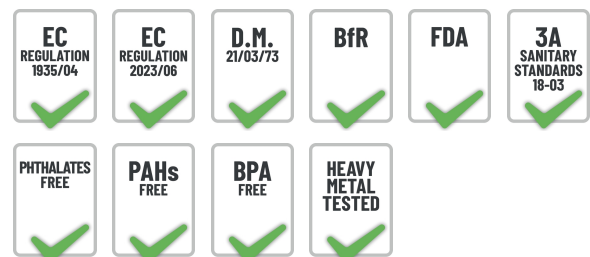 EC
REGULATION
1935/04
EC
REGULATION
2023/06
D.M.
21/03/73
BfR
FDA
3A
SANITARY
STANDARDS
18-03
PHTHALATES
FREE
PAHs
FREE
BPA
FREE
HEAVY
METAL
TESTED